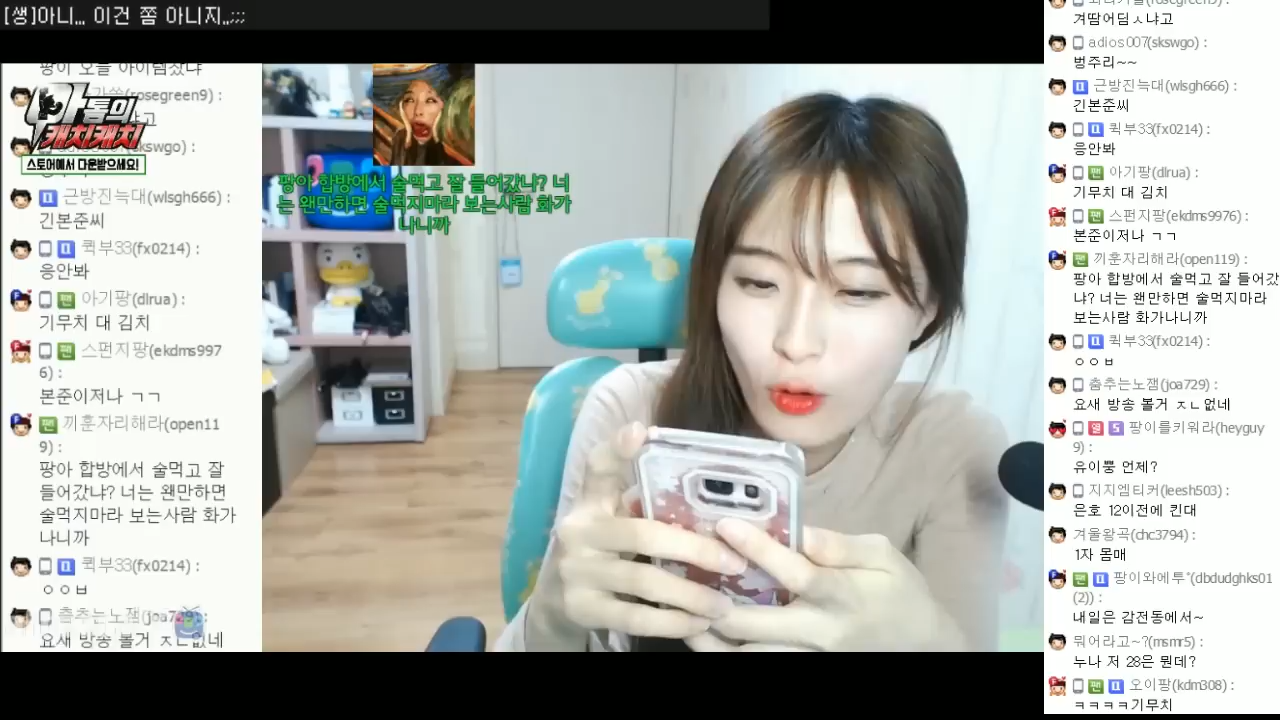 [생]아니... 이건 쫌 아니지..;;;
팡이 오늘 아이템샀냐
(rosegreen9) :
냐고
마톰의
캐치캐치
스토어에서 다운받으세요!
(skswgo) :
근방진늑대(wlsgh666) :
긴본준씨
퀵부33(fx0214) :
응안봐
아기팡(dlrua) :
기무치 대 김치
스펀지팡(ekdms997
6) :
본준이저나 ㄱㄱ
끼훈자리해라(open11
9) :
팡아 합방에서 술먹고 잘
들어갔냐? 너는 왠만하면
술먹지마라 보는사람 화가
나니까
퀵부33(fx0214) :
ㅇㅇㅂ
춤추는노잼(joa729) :
요새 방송 볼거 ㅈㄴ없네
팡아 합방에서 술먹고 잘 들어갔냐? 너
는 왠만하면 술먹지마라 보는사람 화가
나니까
(rosegreen9) :
겨땀어덤ㅅ냐고
adios007(skswgo) :
벙주리~~
근방진늑대(wlsgh666) :
긴본준씨
퀵부33(fx0214) :
응안봐
아기팡(dlrua) :
기무치 대 김치
스펀지팡(ekdms9976) :
본준이저나 ㄱㄱ
끼훈자리해라(open119) :
팡아 합방에서 술먹고 잘 들어갔
냐? 너는 왠만하면 술먹지마라
보는사람 화가나니까
퀵부33(fx0214) :
ㅇㅇㅂ
춤추는노잼(joa729) :
요새 방송 볼거 ㅈㄴ없네
팡이를키워라(heyguy
9) :
유이뿡 언제?
지지엠티커(leesh503) :
은호 12이전에 킨대
겨울왕곡(chc3794) :
1자 몸매
팡이와에투*(dbdudghks01
(2)) :
내일은 감전동에서~
뭐어라고~?(msmr5) :
누나 저 28은 뭔데?
오이팡(kdm308) :
ㅋㅋㅋㅋ기무치